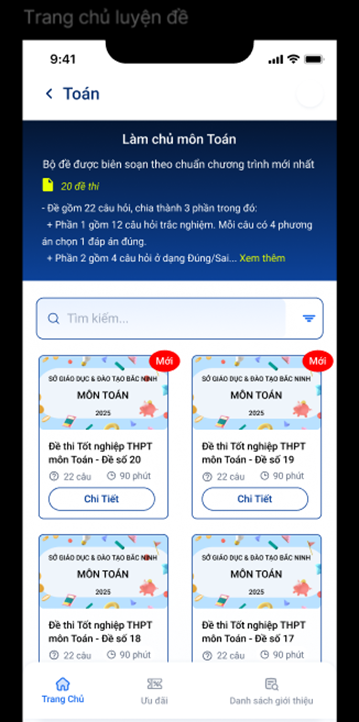 Trang chủ luyện đề
9:41
Toán
Làm chủ môn Toán
Bộ đề được biên soạn theo chuẩn chương trình mới nhất
20 đề thi
- Đề gồm 22 câu hỏi, chia thành 3 phần trong đó:
+ Phần 1 gồm 12 câu hỏi trắc nghiệm. Mỗi câu có 4 phương
án chọn 1 đáp án đúng.
+ Phần 2 gồm 4 câu hỏi ở dạng Đúng/Sai... Xem thêm
Tìm kiếm...
Mới
SỞ GIÁO DỤC & ĐÀO TẠO BẮC NINH
MÔN TOÁN
2025
Đề thi Tốt nghiệp THPT
môn Toán - Đề số 20
22 câu 90 phút
Chi Tiết
Mới
SỞ GIÁO DỤC & ĐÀO TẠO BẮC NINH
MÔN TOÁN
2025
Đề thi Tốt nghiệp THPT
môn Toán - Đề số 19
22 câu 90 phút
Chi Tiết
SỞ GIÁO DỤC & ĐÀO TẠO BẮC NINH
MÔN TOÁN
2025
Đề thi Tốt nghiệp THPT
môn Toán - Đề số 18
22 câu 90 phút
SỞ GIÁO DỤC & ĐÀO TẠO BẮC NINH
MÔN TOÁN
2025
Đề thi Tốt nghiệp THPT
môn Toán - Đề số 17
22 câu 90 phút
Trang Chủ
Ưu đãi
Danh sách giới thiệu